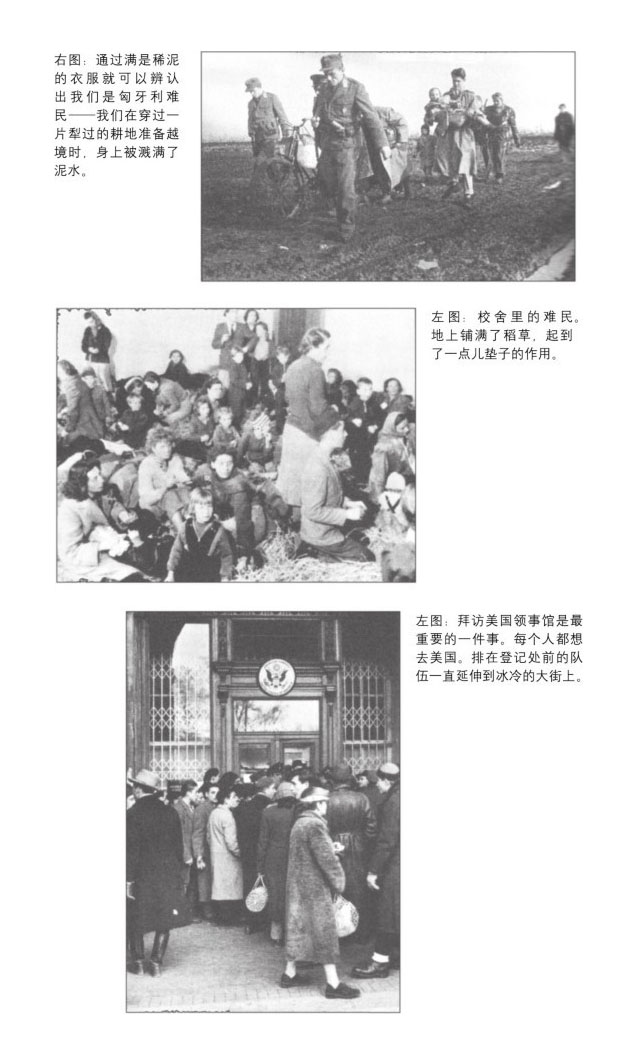 右图：通过满是稀泥
的衣服就可以辨认
出我们是匈牙利难
民——我们在穿过一
片犁过的耕地准备越
境时，身上被溅满了
泥水。
左图：校舍里的难民。
地上铺满了稻草，起到
了一点儿垫子的作用。
左图：拜访美国领事馆是最
重要的一件事。每个人都想
去美国。排在登记处前的队
伍一直延伸到冰冷的大街上。